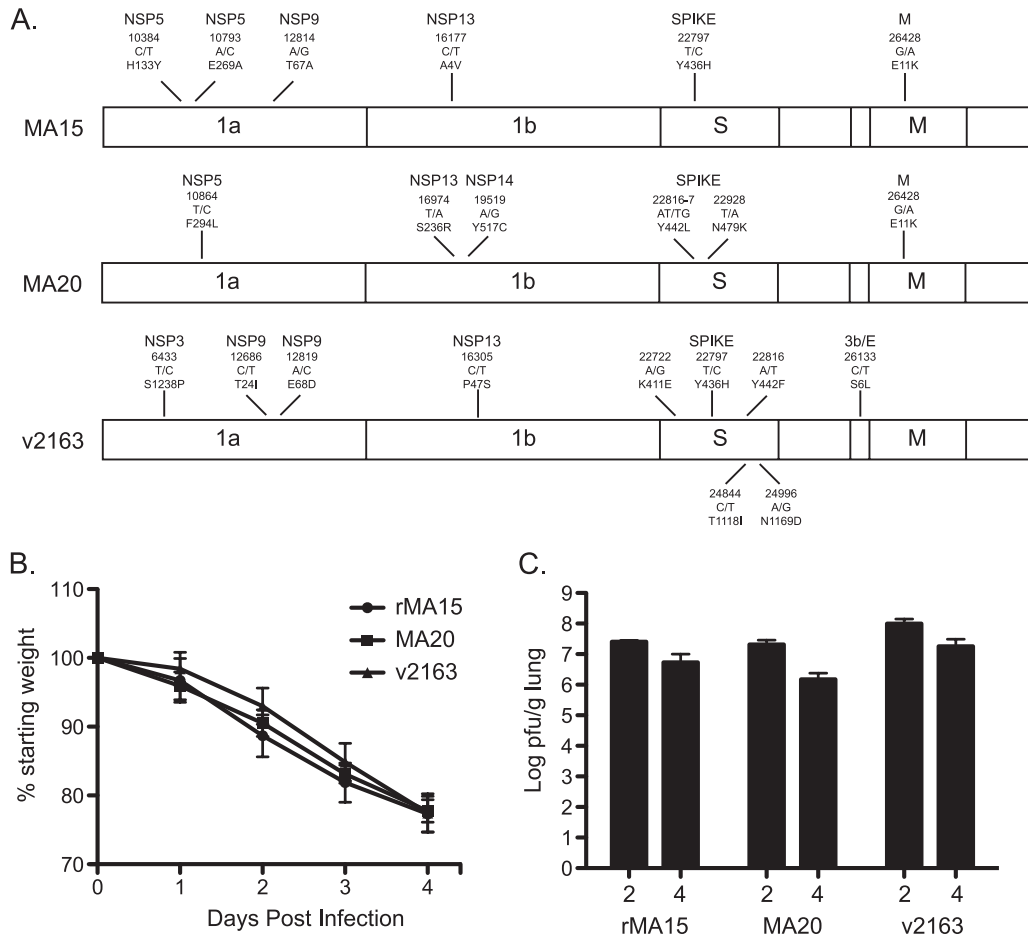 A.
NSP5 NSP5 NSP9 NSP13 SPIKE M
10384 10793 12814 16177 22797 26428
C/T A/C A/G C/T T/C G/A
H133Y E269A T67A A4V Y436H E11K
MA15 1a 1b S M
NSP5 NSP13 NSP14 SPIKE M
10864 16974 19519 22816-7 22928 26428
T/C T/A A/G AT/TG T/A G/A
F294L S236R Y517C Y442L N479K E11K
MA20 1a 1b S M
NSP3 NSP9 NSP9 NSP13 SPIKE 3b/E
6433 12686 12819 16305 22722 22797 22816 26133
T/C C/T A/C C/T A/G T/C A/T C/T
S1238P T24I E68D P47S K411E Y436H Y442F S6L
v2163 1a 1b S M
24844 24996
C/T A/G
T1118I N1169D
B.
110
100
90
80
70
% starting weight
rMA15
MA20
v2163
0 1 2 3 4
Days Post Infection
C.
9
8
7
6
5
4
3
2
1
0
Log pfu/g lung
2 4 2 4 2 4
rMA15 MA20 v2163